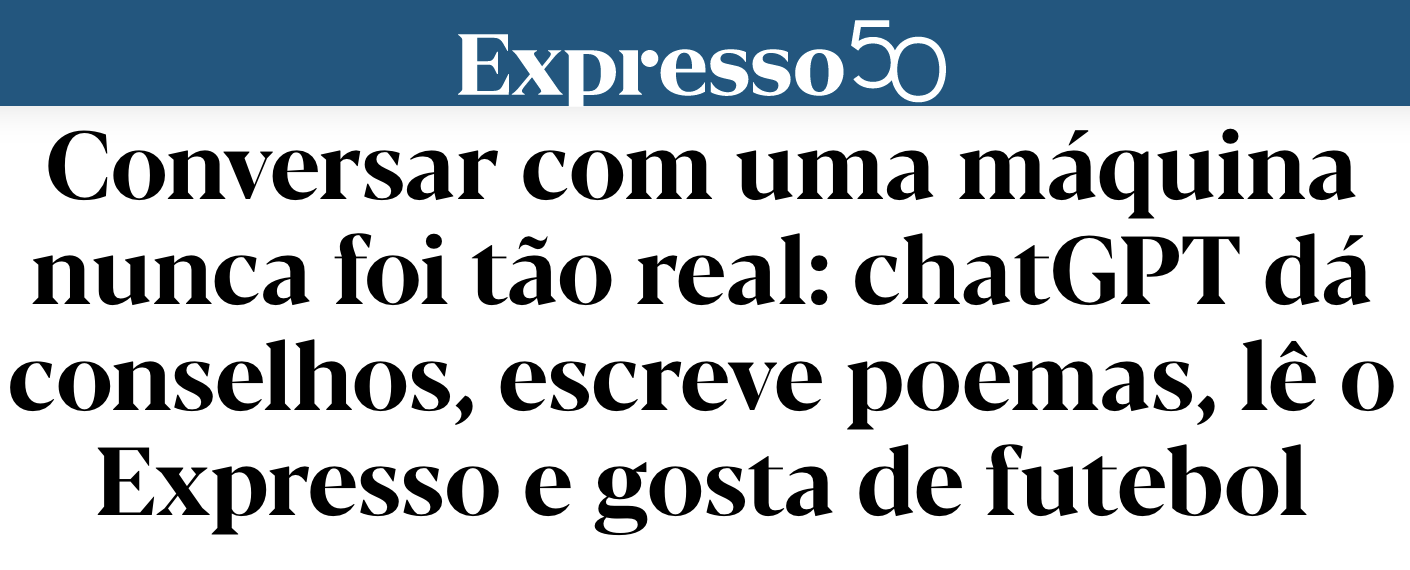 Expresso50
Conversar com uma máquina
nunca foi tão real: chatGPT dá
conselhos, escreve poemas, lê o
Expresso e gosta de futebol